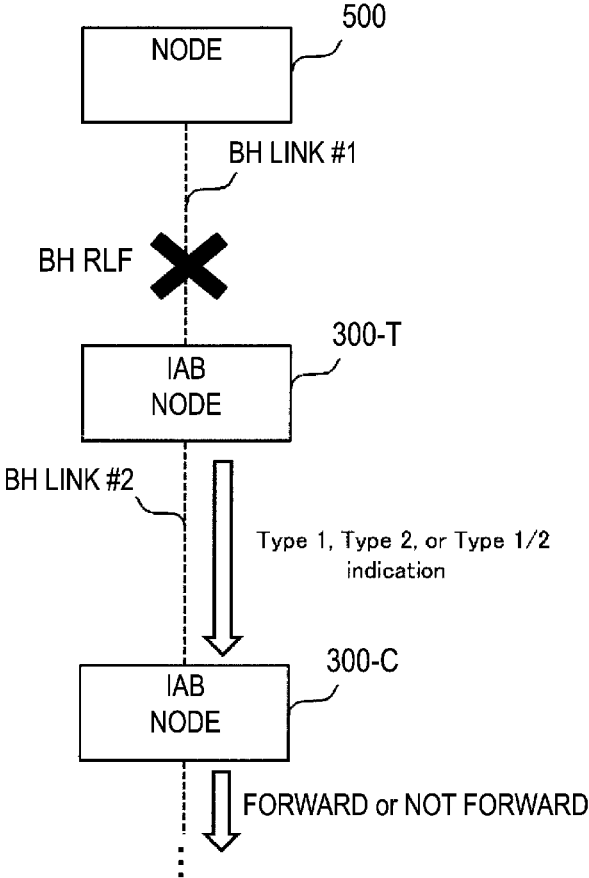 500
NODE
BH LINK #1
BH RLF
300-T
IAB
NODE
BH LINK #2
Type 1, Type 2, or Type 1/2
indication
300-C
IAB
NODE
FORWARD or NOT FORWARD